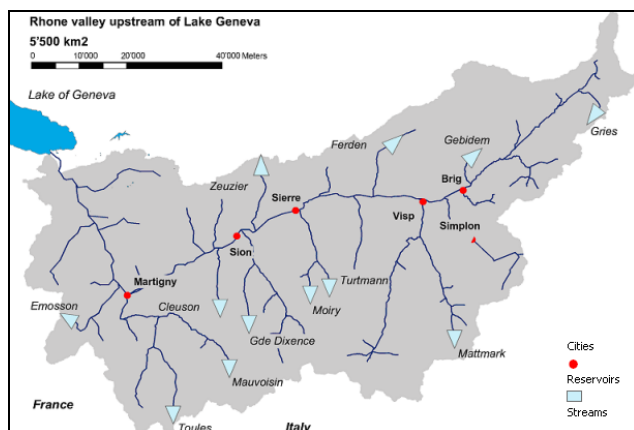 Rhone valley upstream of Lake Geneva
5'500 km2
0 10'000 20'000 40'000 Meters
Lake of Geneva
Ferden
Gebidem
Gries
Zeuzier
Sierre
Brig
Visp
Simplon
Sion
Martigny
Turtmann
Emosson
Cleuson
Moiry
Gde Dixence
Mattmark
Mauvoisin
Cities
Reservoirs
Streams
France
Toules
Italy